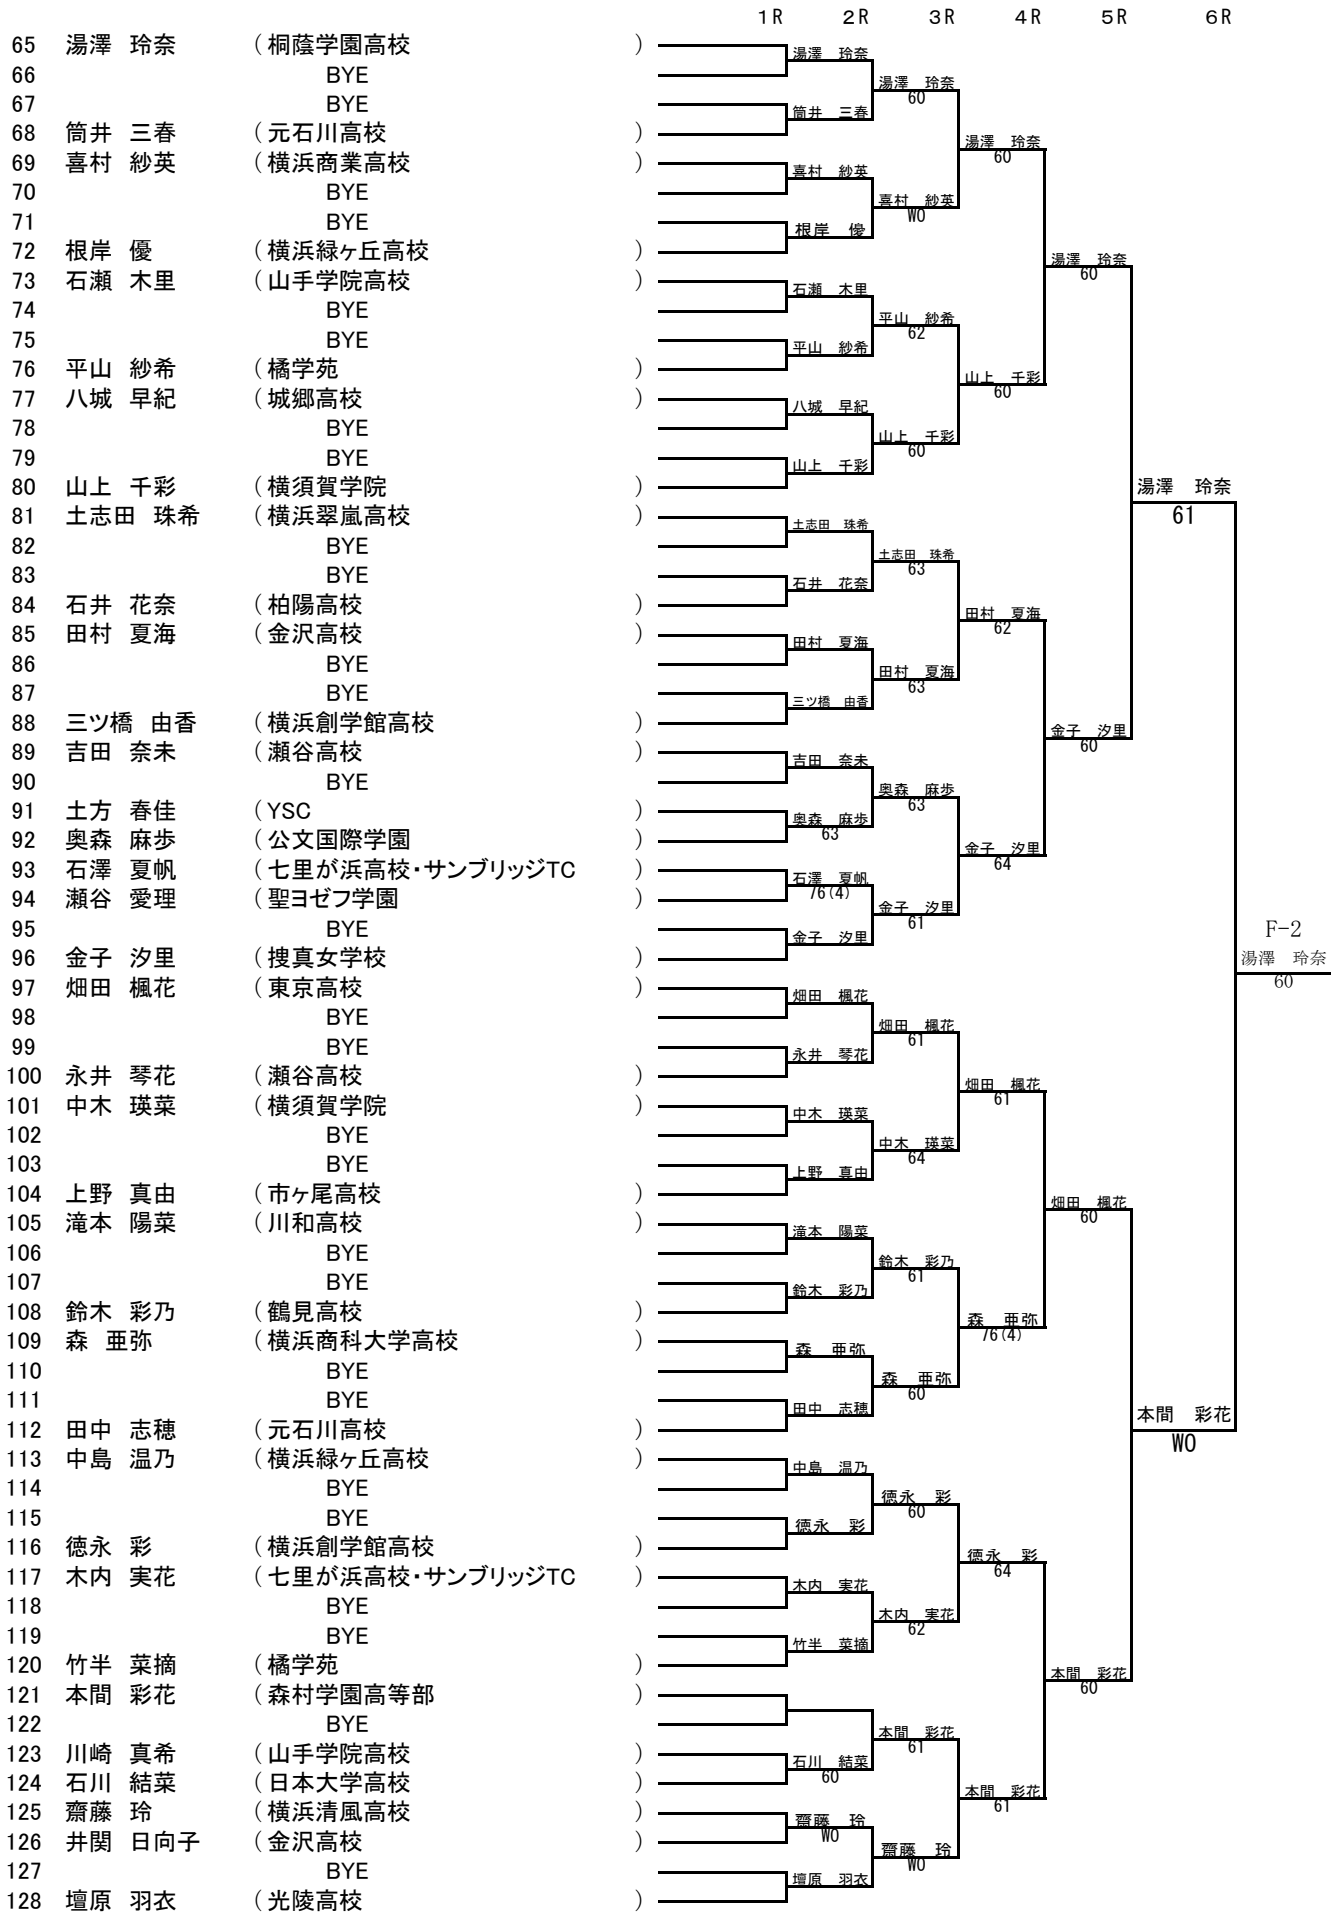 1R 2R 3R 4R 5R 6R
65 湯澤 玲奈 ( 桐蔭学園高校 )
66 BYE
67 BYE
68 筒井 三春 ( 元石川高校 )
69 喜村 紗英 ( 横浜商業高校 )
70 BYE
71 BYE
72 根岸 優 ( 横浜緑ヶ丘高校 )
73 石瀬 木里 ( 山手学院高校 )
74 BYE
75 BYE
76 平山 紗希 ( 橘学苑 )
77 八城 早紀 ( 城郷高校 )
78 BYE
79 BYE
80 山上 千彩 ( 横須賀学院 )
81 土志田 珠希 ( 横浜翠嵐高校 )
82 BYE
83 BYE
84 石井 花奈 ( 柏陽高校 )
85 田村 夏海 ( 金沢高校 )
86 BYE
87 BYE
88 三ツ橋 由香 ( 横浜創学館高校 )
89 吉田 奈未 ( 瀬谷高校 )
90 BYE
91 土方 春佳 ( YSC )
92 奥森 麻歩 ( 公文国際学園 )
93 石澤 夏帆 ( 七里が浜高校・サンブリッジTC )
94 瀬谷 愛理 ( 聖ヨゼフ学園 )
95 BYE
96 金子 汐里 ( 捜真女学校 )
97 畑田 楓花 ( 東京高校 )
98 BYE
99 BYE
100 永井 琴花 ( 瀬谷高校 )
101 中木 瑛菜 ( 横須賀学院 )
102 BYE
103 BYE
104 上野 真由 ( 市ヶ尾高校 )
105 滝本 陽菜 ( 川和高校 )
106 BYE
107 BYE
108 鈴木 彩乃 ( 鶴見高校 )
109 森 亜弥 ( 横浜商科大学高校 )
110 BYE
111 BYE
112 田中 志穂 ( 元石川高校 )
113 中島 温乃 ( 横浜緑ヶ丘高校 )
114 BYE
115 BYE
116 徳永 彩 ( 横浜創学館高校 )
117 木内 実花 ( 七里が浜高校・サンブリッジTC )
118 BYE
119 BYE
120 竹半 菜摘 ( 橘学苑 )
121 本間 彩花 ( 森村学園高等部 )
122 BYE
123 川崎 真希 ( 山手学院高校 )
124 石川 結菜 ( 日本大学高校 )
125 齋藤 玲 ( 横浜清風高校 )
126 井関 日向子 ( 金沢高校 )
127 BYE
128 壇原 羽衣 ( 光陵高校 )
湯澤 玲奈
筒井 三春
喜村 紗英
根岸 優
石瀬 木里
平山 紗希
八城 早紀
山上 千彩
土志田 珠希
石井 花奈
田村 夏海
三ツ橋 由香
吉田 奈未
奥森 麻歩
63
石澤 夏帆
76(4)
金子 汐里
畑田 楓花
永井 琴花
中木 瑛菜
上野 真由
滝本 陽菜
鈴木 彩乃
森 亜弥
田中 志穂
中島 温乃
徳永 彩
木内 実花
竹半 菜摘
石川 結菜
60
齋藤 玲
WO
壇原 羽衣
湯澤 玲奈
60
喜村 紗英
WO
平山 紗希
62
山上 千彩
60
土志田 珠希
63
田村 夏海
63
奥森 麻歩
63
金子 汐里
61
畑田 楓花
61
中木 瑛菜
64
鈴木 彩乃
61
森 亜弥
60
徳永 彩
60
木内 実花
62
本間 彩花
61
齋藤 玲
WO
湯澤 玲奈
60
山上 千彩
60
田村 夏海
62
金子 汐里
64
畑田 楓花
61
森 亜弥
76(4)
徳永 彩
64
本間 彩花
61
湯澤 玲奈
60
金子 汐里
60
畑田 楓花
60
本間 彩花
60
湯澤 玲奈
61
本間 彩花
WO
F-2
湯澤 玲奈
60